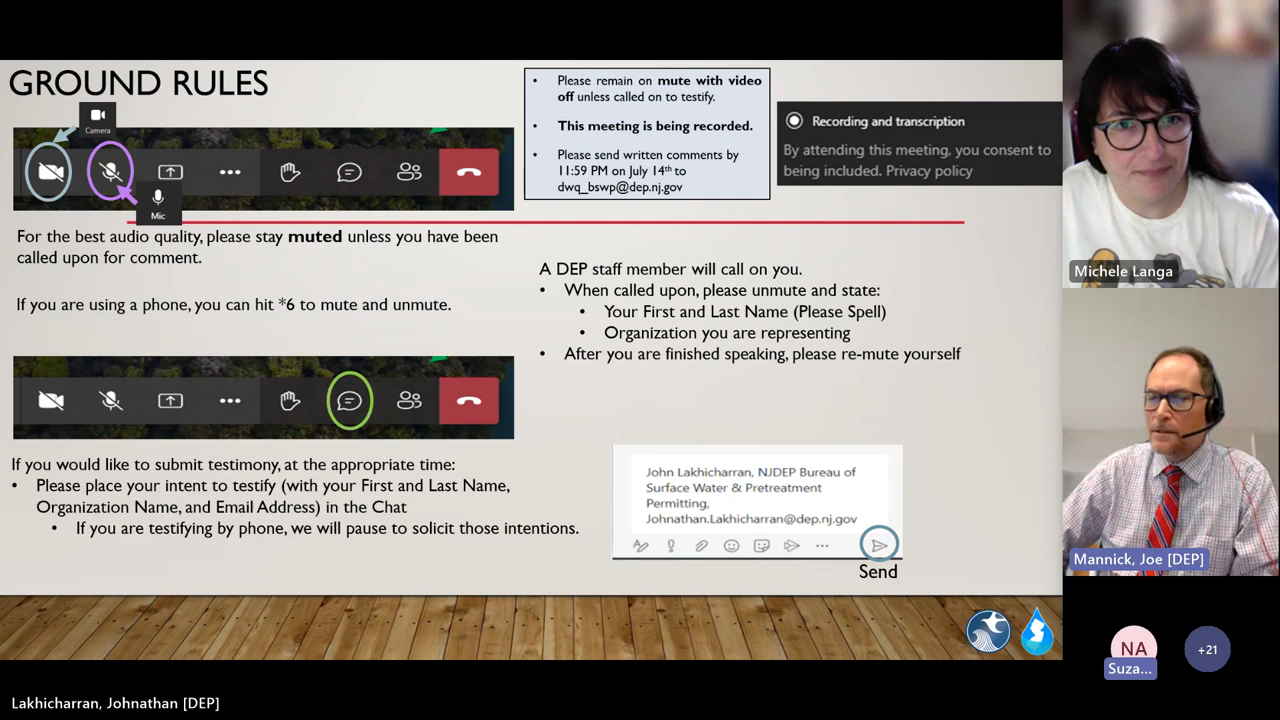 GROUND RULES
Camera
Mic
• Please remain on mute with video
off unless called on to testify.
• This meeting is being recorded.
• Please send written comments by
11:59 PM on July 14th to
dwq_bswp@dep.nj.gov
Recording and transcription
By attending this meeting, you consent to
being included. Privacy policy
For the best audio quality, please stay muted unless you have been
called upon for comment.
If you are using a phone, you can hit *6 to mute and unmute.
A DEP staff member will call on you.
• When called upon, please unmute and state:
• Your First and Last Name (Please Spell)
• Organization you are representing
• After you are finished speaking, please re-mute yourself
If you would like to submit testimony, at the appropriate time:
• Please place your intent to testify (with your First and Last Name,
Organization Name, and Email Address) in the Chat
• If you are testifying by phone, we will pause to solicit those intentions.
John Lakhicharran, NJDEP Bureau of
Surface Water & Pretreatment
Permitting,
Johnathan.Lakhicharran@dep.nj.gov
Send
Michele Langa
Mannick, Joe [DEP]
NA
Suza...
+21
Lakhicharran, Johnathan [DEP]